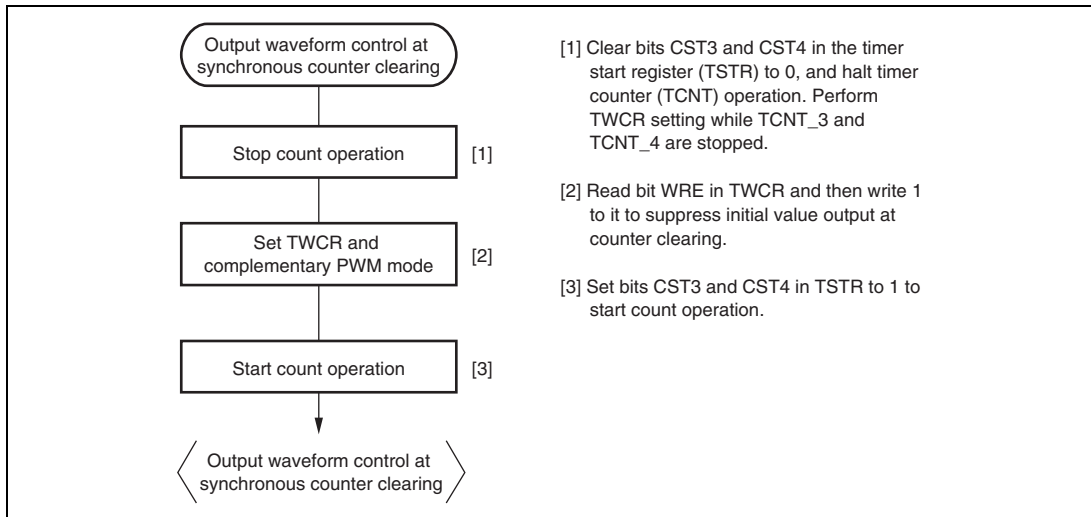 Output waveform control at
synchronous counter clearing
Stop count operation
[1]
Set TWCR and
complementary PWM mode
[2]
Start count operation
[3]
Output waveform control at
synchronous counter clearing
[1] Clear bits CST3 and CST4 in the timer
start register (TSTR) to 0, and halt timer
counter (TCNT) operation. Perform
TWCR setting while TCNT_3 and
TCNT_4 are stopped.
[2] Read bit WRE in TWCR and then write 1
to it to suppress initial value output at
counter clearing.
[3] Set bits CST3 and CST4 in TSTR to 1 to
start count operation.